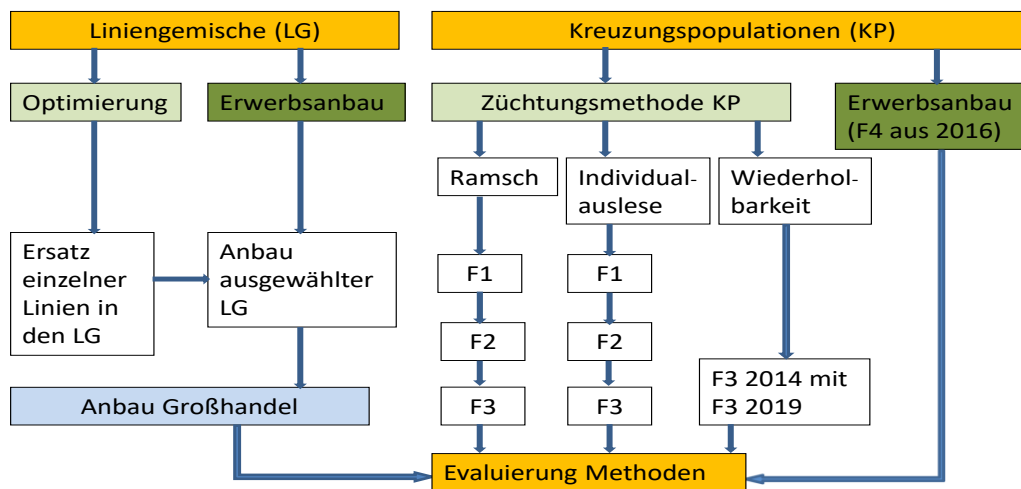 Liniengemische (LG)
Optimierung
Erwerbsanbau
Ersatz
einzelner
Linien in
den LG
Anbau
ausgewählter
LG
Anbau Großhandel
Kreuzungspopulationen (KP)
Züchtungsmethode KP
Erwerbsanbau
(F4 aus 2016)
Ramsch
F1
F2
F3
Individual-
auslese
F1
F2
F3
Wiederhol-
barkeit
F3 2014 mit
F3 2019
Evaluierung Methoden